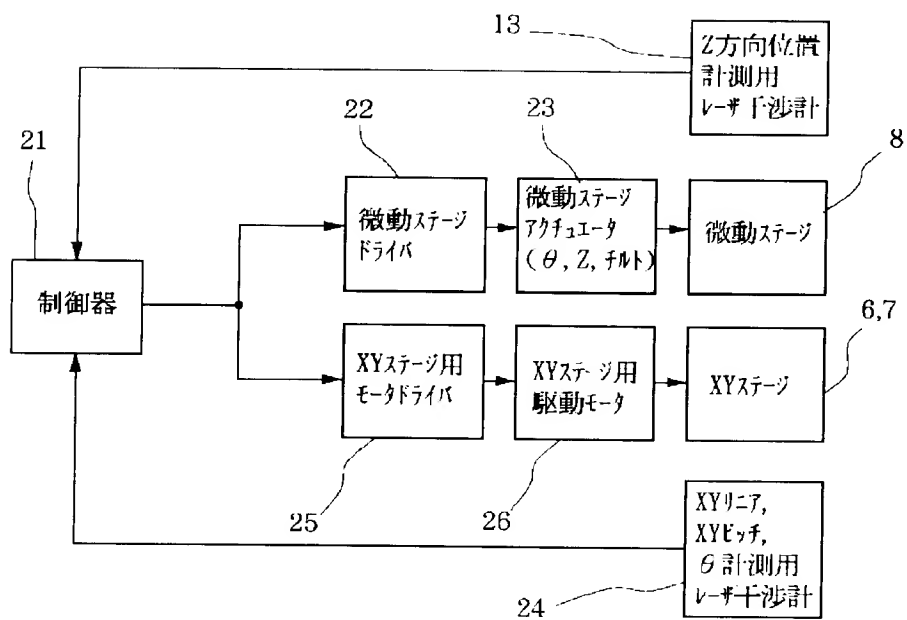 13
Z方向位置
計測用
レーザ干渉計
21
22
23
8
制御器
微動ステージ
ドライバ
微動ステージ
アクチュエータ
(θ, Z, チルト)
微動ステージ
6,7
XYステージ用
モータドライバ
XYステージ用
駆動モータ
XYステージ
25
26
XYリニア,
XYピッチ,
θ計測用
レーザ干渉計
24